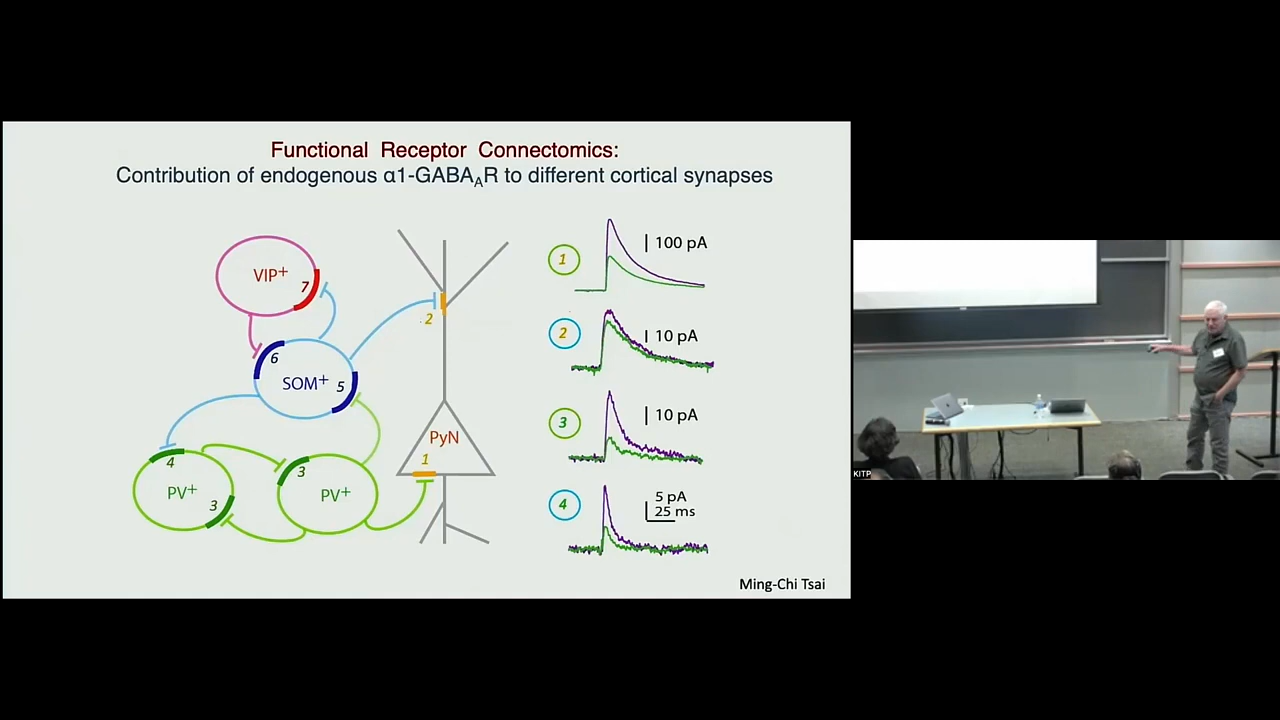 Functional Receptor Connectomics:
Contribution of endogenous α1-GABAAR to different cortical synapses
VIP+
7
6
SOM+
5
2
PyN
1
4
PV+
3
3
PV+
1
100 pA
2
10 pA
3
10 pA
4
5 pA
25 ms
Ming-Chi Tsai
KITP